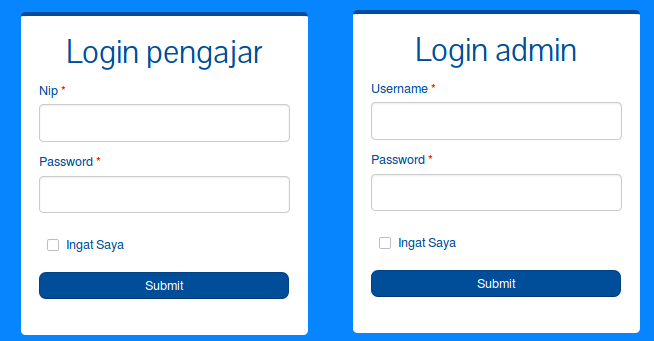 Login pengajar
Nip *
Password *
Ingat Saya
Submit
Login admin
Username *
Password *
Ingat Saya
Submit